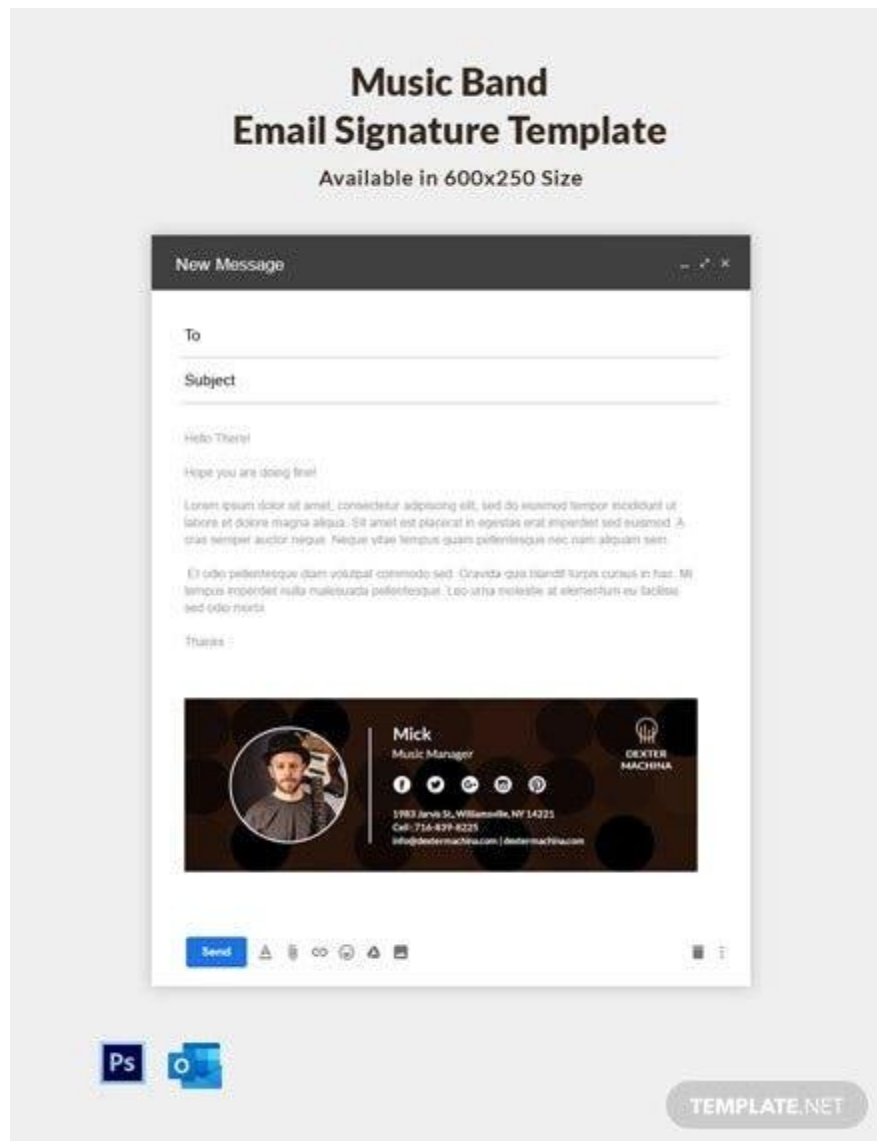 Music Band
Email Signature Template
Available in 600x250 Size
New Message
To
Subject
Hello There!
Hope you are doing fine!
Lorem ipsum dolor sit amet, consectetur adipiscing elit, sed do eiusmod tempor incididunt ut
labore et dolore magna aliqua. Sit amet est placerat in egestas erat imperdiet sed euismod. A
cras semper auctor neque. Neque vitae tempus quam pellentesque nec nam aliquam sem.
Et odio pellentesque diam volutpat commodo sed. Gravida quis blandit turpis cursus in hac. Mi
tempus imperdiet nulla malesuada pellentesque. Leo urna molestie at elementum eu facilisis
sed odio morbi
Thanks
Mick
Music Manager
DEXTER
MACHINA
1983 Jarvis St., Williamsville, NY 14221
Cell : 716-839-8225
info@dextermachina.com | dextermachina.com
Send
Ps
O
TEMPLATE.NET